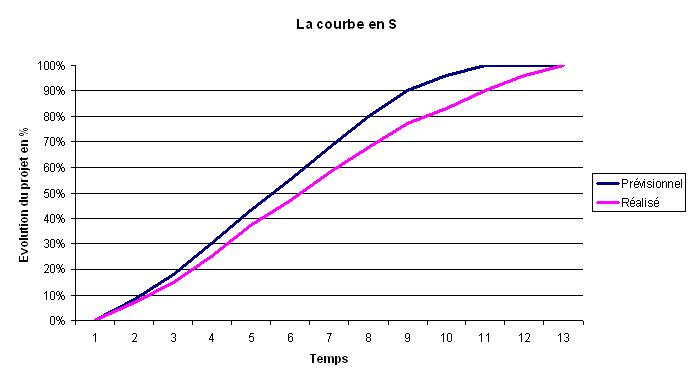 La courbe en S
Evolution du projet en %
100%
90%
80%
70%
60%
50%
40%
30%
20%
10%
0%
1 2 3 4 5 6 7 8 9 10 11 12 13
Temps
Prévisionnel
Réalisé